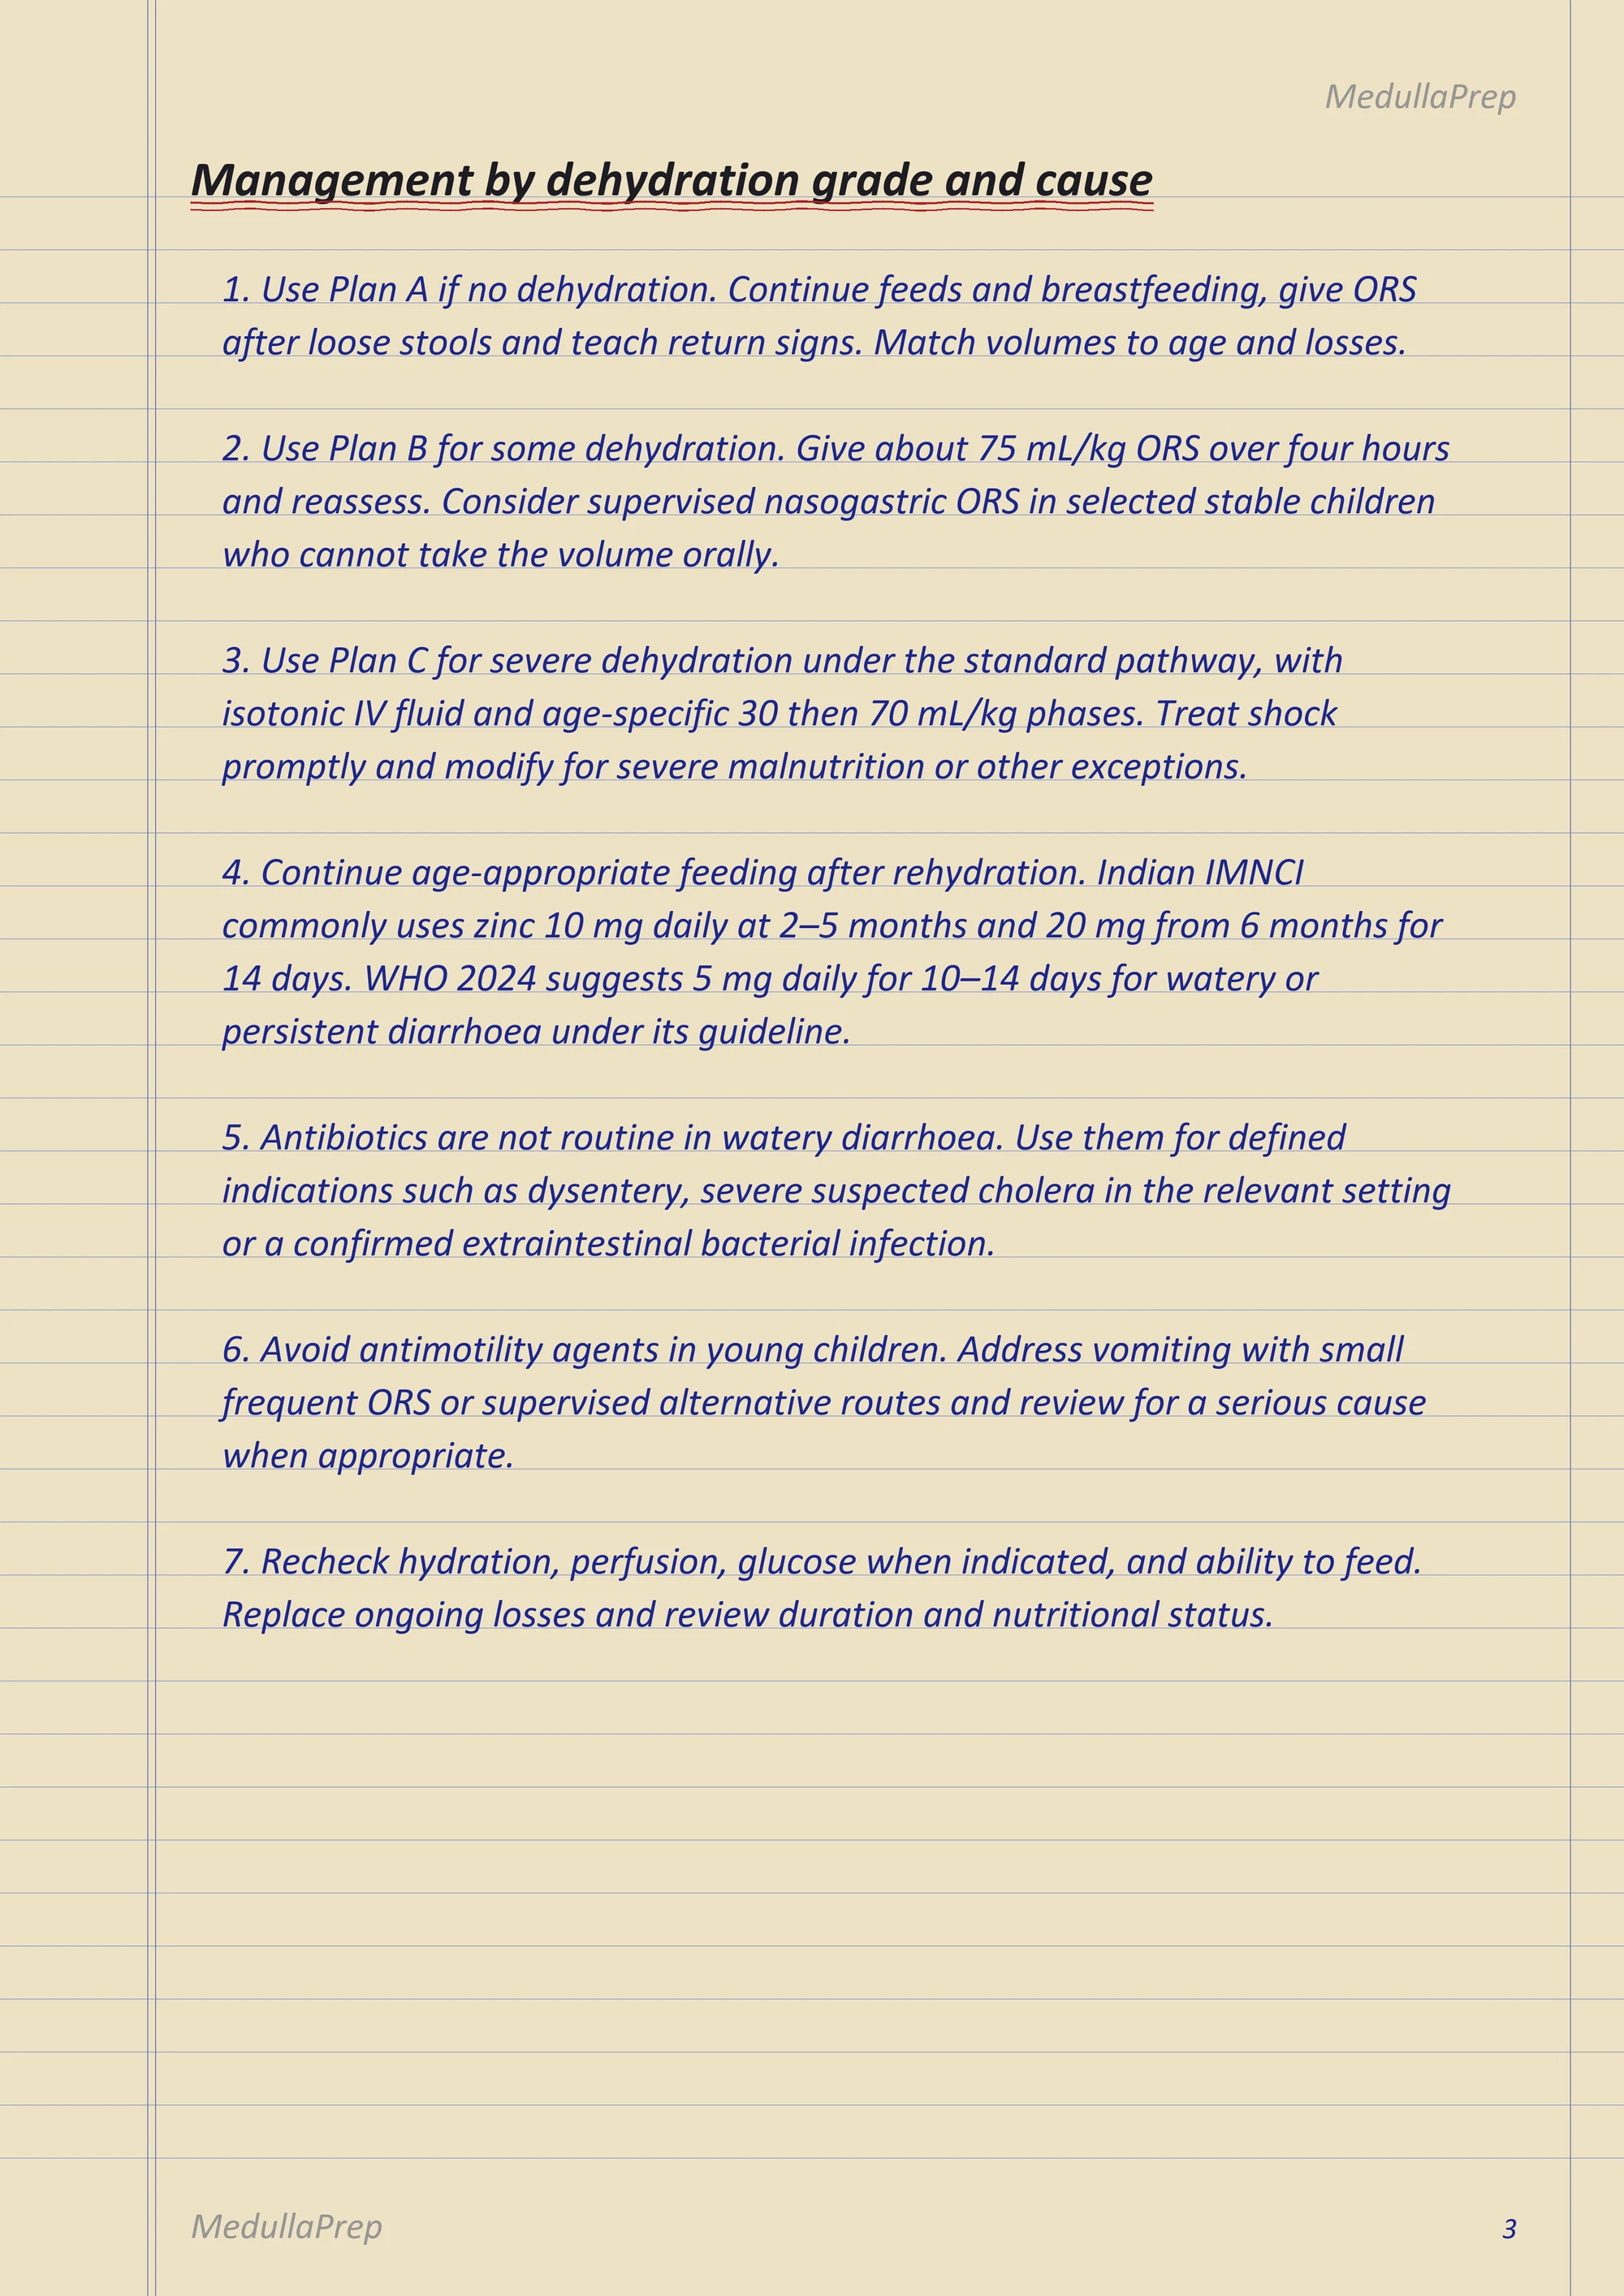 MedullaPrep
Management by dehydration grade and cause
1. Use Plan A if no dehydration. Continue feeds and breastfeeding, give ORS
after loose stools and teach return signs. Match volumes to age and losses.
2. Use Plan B for some dehydration. Give about 75 mL/kg ORS over four hours
and reassess. Consider supervised nasogastric ORS in selected stable children
who cannot take the volume orally.
3. Use Plan C for severe dehydration under the standard pathway, with
isotonic IV fluid and age-specific 30 then 70 mL/kg phases. Treat shock
promptly and modify for severe malnutrition or other exceptions.
4. Continue age-appropriate feeding after rehydration. Indian IMNCI
commonly uses zinc 10 mg daily at 2–5 months and 20 mg from 6 months for
14 days. WHO 2024 suggests 5 mg daily for 10–14 days for watery or
persistent diarrhoea under its guideline.
5. Antibiotics are not routine in watery diarrhoea. Use them for defined
indications such as dysentery, severe suspected cholera in the relevant setting
or a confirmed extraintestinal bacterial infection.
6. Avoid antimotility agents in young children. Address vomiting with small
frequent ORS or supervised alternative routes and review for a serious cause
when appropriate.
7. Recheck hydration, perfusion, glucose when indicated, and ability to feed.
Replace ongoing losses and review duration and nutritional status.
MedullaPrep
3